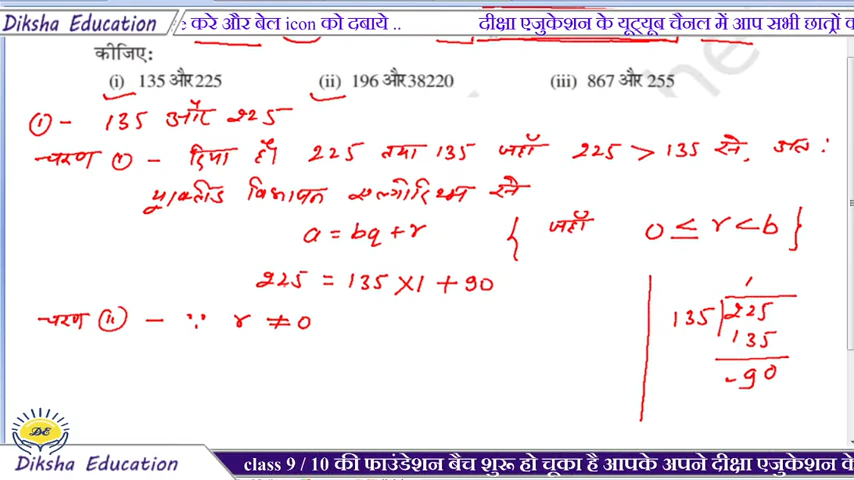 Diksha Education
करे और बेल icon को दबाये ..
दीक्षा एजुकेशन के यूट्यूब चैनल में आप सभी छात्रों
कीजिए:
(i) 135 और 225 (ii) 196 और 38220 (iii) 867 और 255
① - 135 और 225
चरण ① - दिया है। 225 तथा 135 जहाँ 225 > 135 से, अतः
यूक्लीड विभाजन एल्गोरिथ्म से
a = bq + r { जहाँ 0 ≤ r < b }
225 = 135 × 1 + 90
चरण (ii) - ∵ r ≠ 0
1
135 225
135
90
DE
Diksha Education
class 9 / 10 की फाउंडेशन बैच शुरू हो चूका है आपके अपने दीक्षा एजुकेशन के